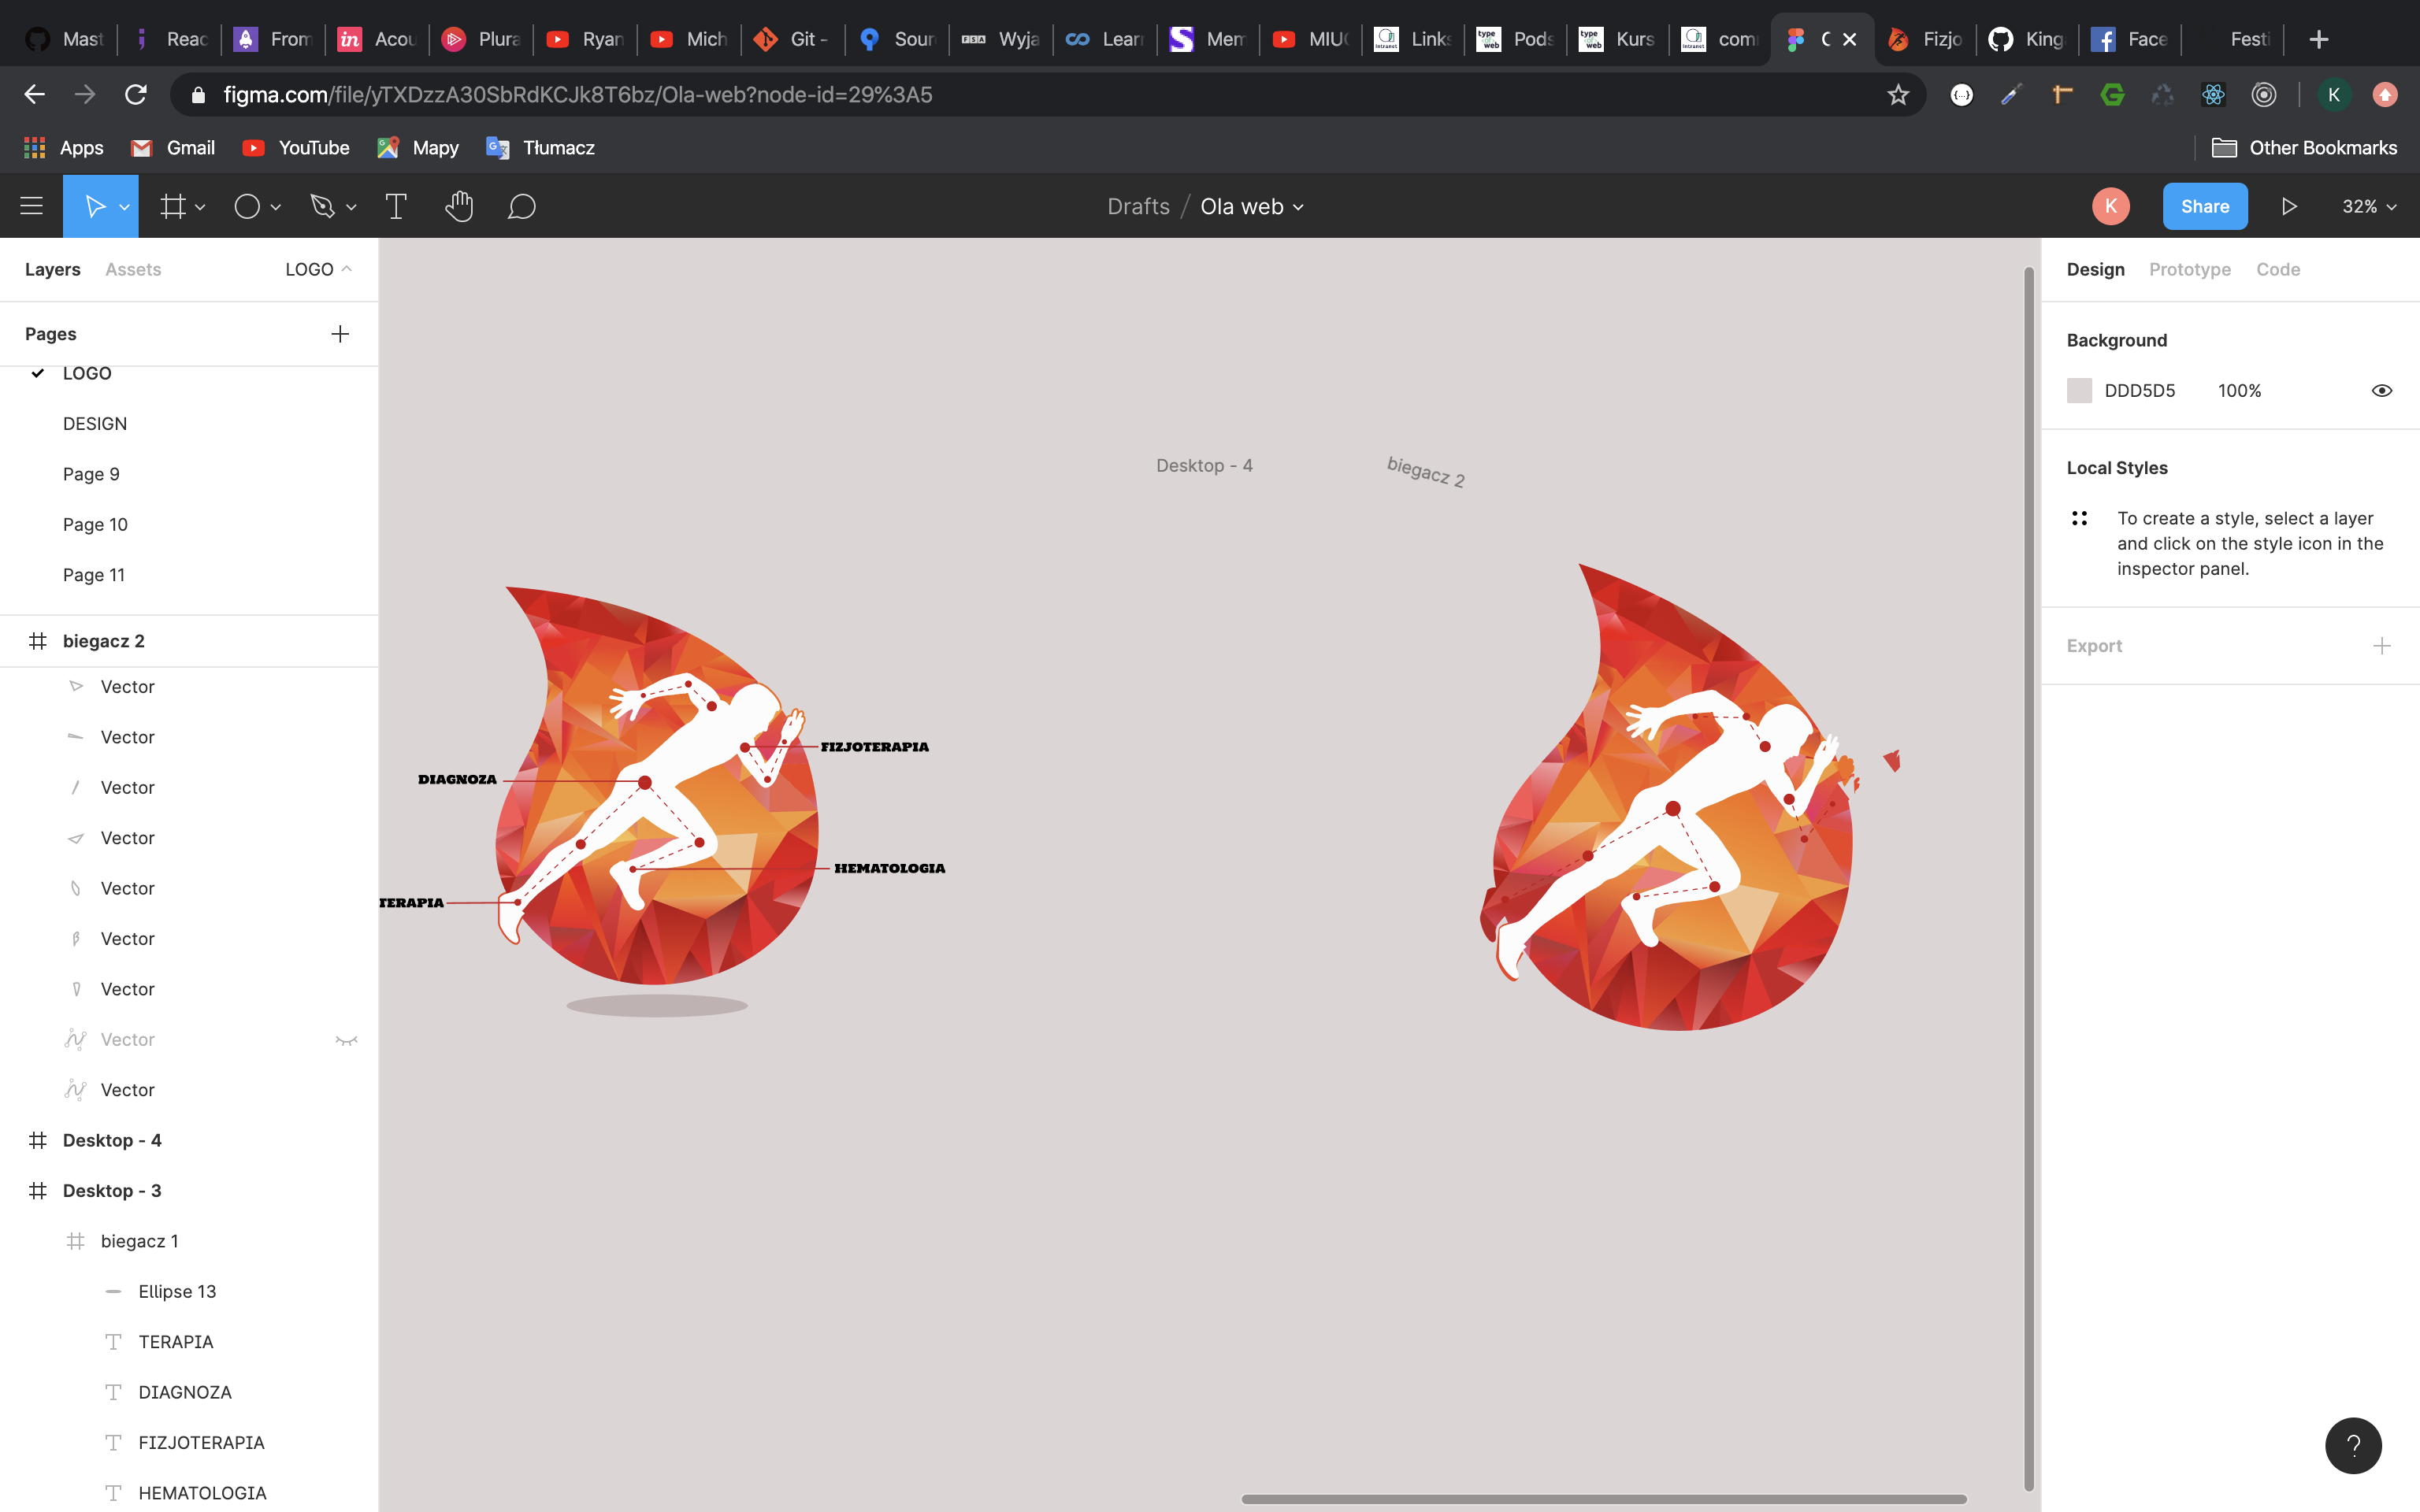 Mast
Reac
From
Acou
Plura
Ryan
Mich
Git -
Sour
Wyja
Learn
Mem
MIUC
Links
Pods
Kurs
com
Fizjo
King
Face
Festi
figma.com/file/yTXDzzA30SbRdKCJk8T6bz/Ola-web?node-id=29%3A5
K
Apps
Gmail
YouTube
Mapy
Tłumacz
Other Bookmarks
Drafts / Ola web
K
Share
32%
Layers
Assets
LOGO
Design
Prototype
Code
Pages
LOGO
DESIGN
Page 9
Page 10
Page 11
biegacz 2
Vector
Vector
Vector
Vector
Vector
Vector
Vector
Vector
Vector
Desktop - 4
Desktop - 3
biegacz 1
Ellipse 13
TERAPIA
DIAGNOZA
FIZJOTERAPIA
HEMATOLOGIA
Desktop - 4
biegacz 2
FIZJOTERAPIA
DIAGNOZA
HEMATOLOGIA
TERAPIA
Background
DDD5D5 100%
Local Styles
To create a style, select a layer
and click on the style icon in the
inspector panel.
Export
?